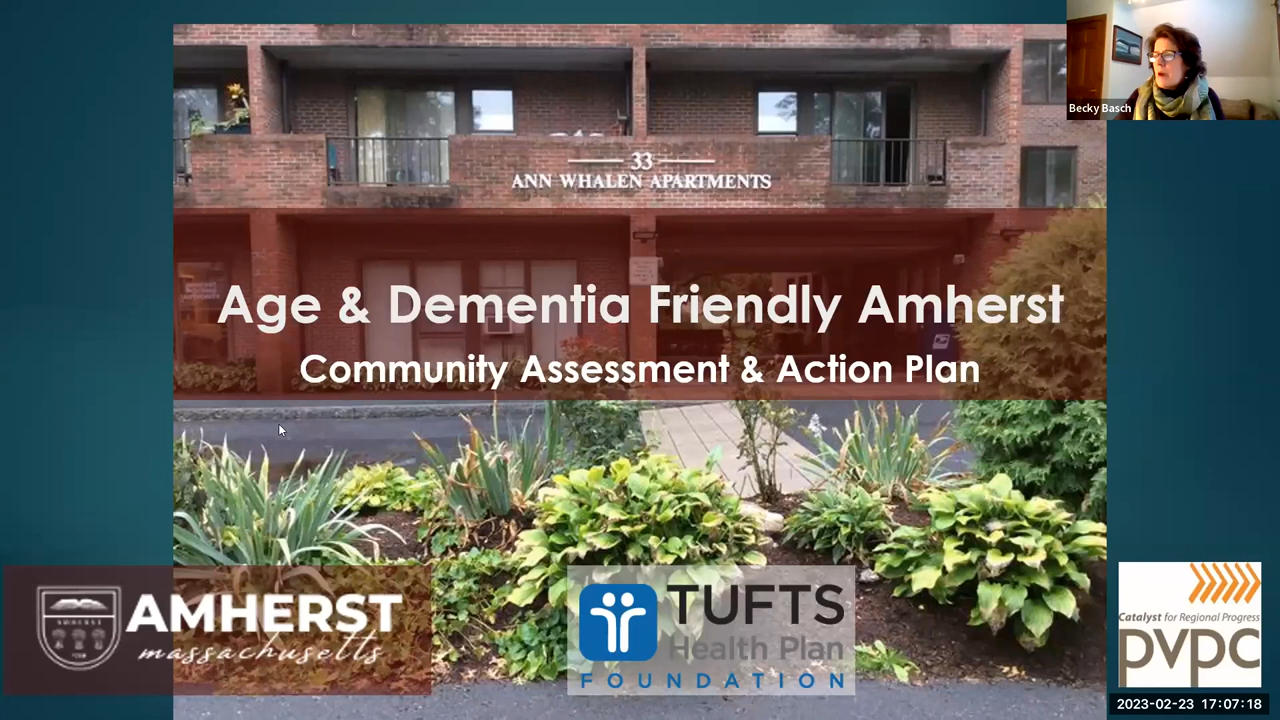 Becky Basch
33
ANN WHALEN APARTMENTS
Age & Dementia Friendly Amherst
Community Assessment & Action Plan
AMHERST
AMHERST
massachusetts
TUFTS
Health Plan
FOUNDATION
Catalyst for Regional Progress
pvpc
2023-02-23 17:07:18